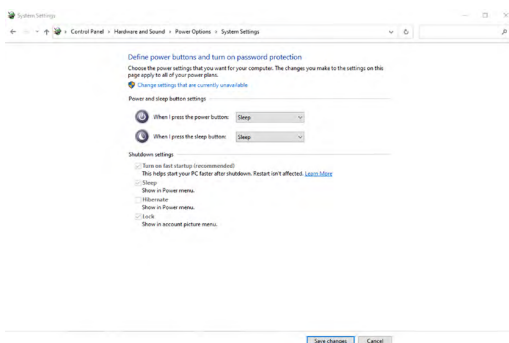 System Settings
Control Panel > Hardware and Sound > Power Options > System Settings
Define power buttons and turn on password protection
Choose the power settings that you want for your computer. The changes you make to the settings on this
page apply to all of your power plans.
Change settings that are currently unavailable
Power and sleep button settings
When I press the power button: Sleep
When I press the sleep button: Sleep
Shutdown settings
Turn on fast startup (recommended)
This helps start your PC faster after shutdown. Restart isn't affected. Learn More
Sleep
Show in Power menu.
Hibernate
Show in Power menu.
Lock
Show in account picture menu.
Save changes Cancel